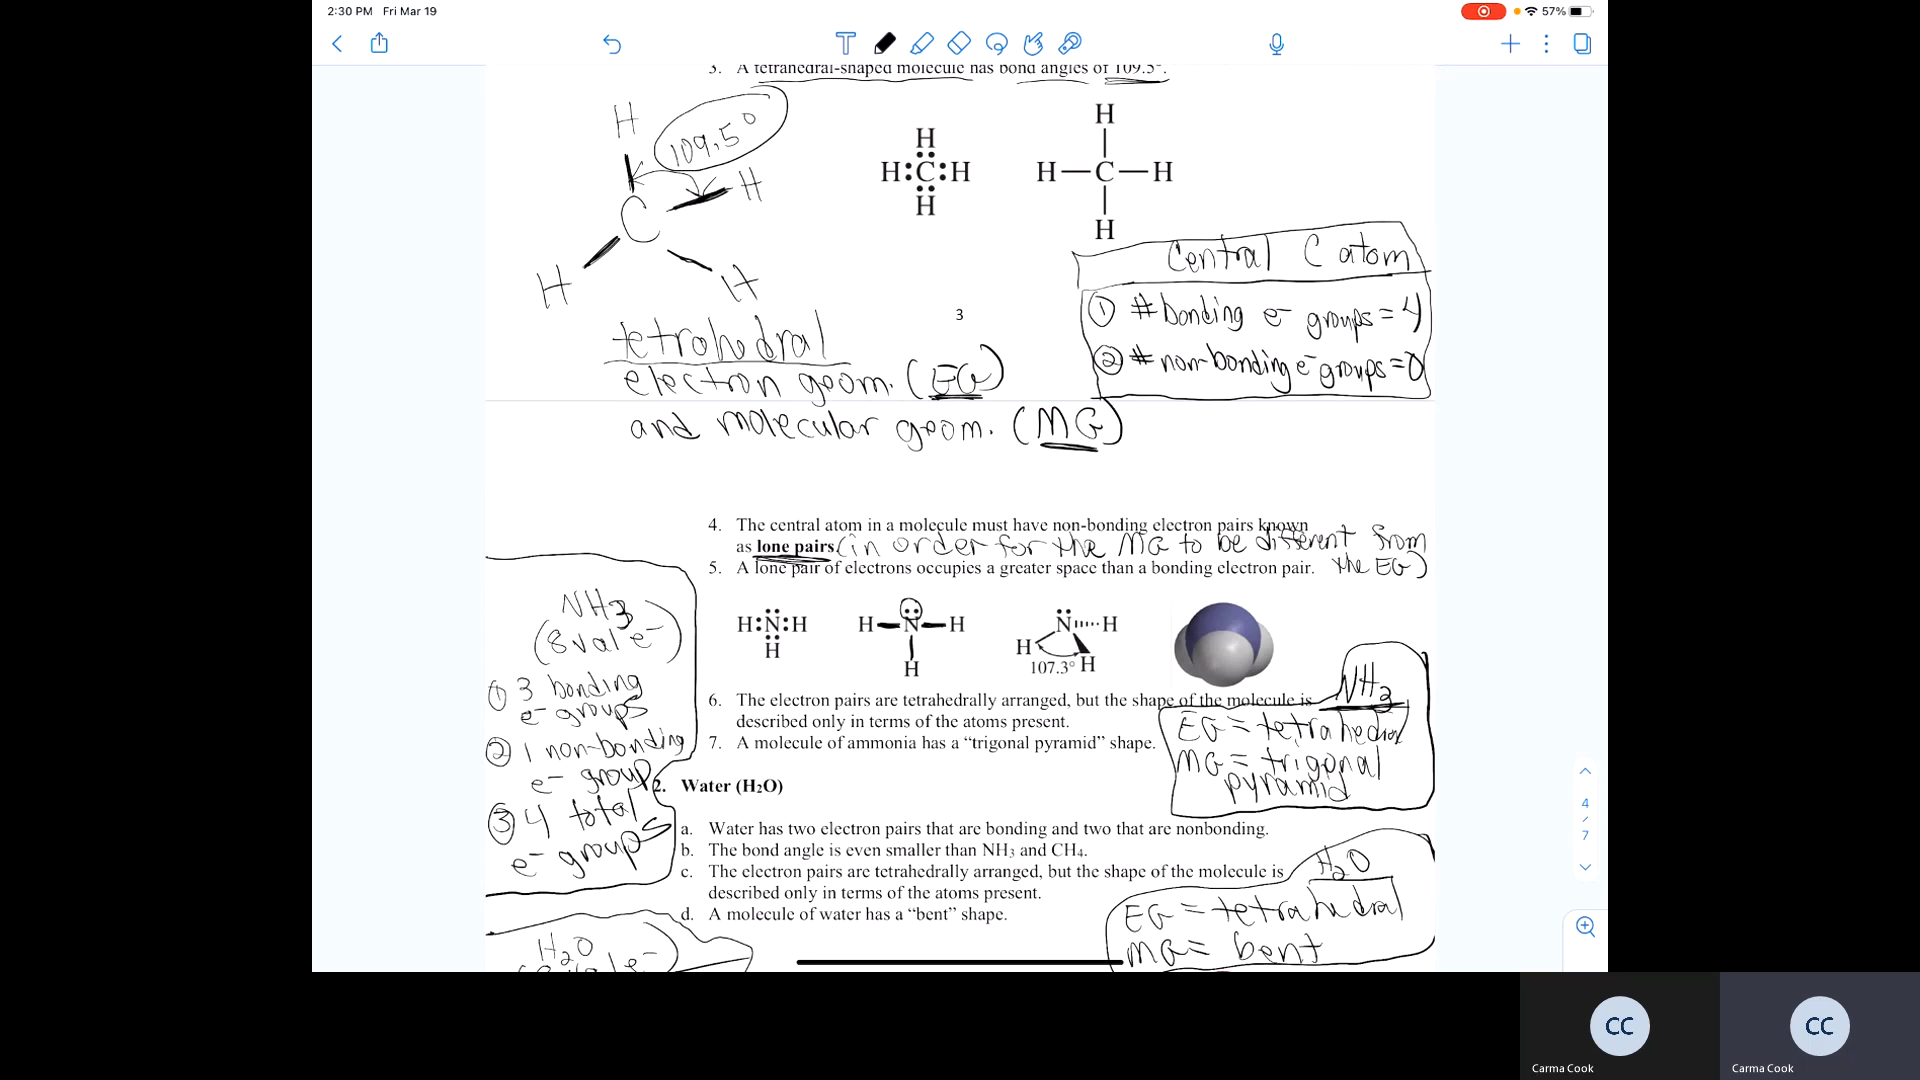 2:30 PM Fri Mar 19
57%
3. A tetrahedral-shaped molecule has bond angles of 109.5°.
H
109.5°
H
C
H
H
H
H:C:H
H
H
H—C—H
H
Central C atom
① # bonding e⁻ groups = 4
② # non-bonding e⁻ groups = 0
3
tetrohedral
electron geom. (EG)
and molecular geom. (MG)
4. The central atom in a molecule must have non-bonding electron pairs known
as lone pairs. (in order for the MG to be different from
the EG)
5. A lone pair of electrons occupies a greater space than a bonding electron pair.
NH3
(8 val e⁻)
① 3 bonding
e⁻ groups
② 1 non-bonding
e⁻ group
③ 4 total
e⁻ groups
H:N:H
H
H—N—H
H
N H
H
107.3° H
6. The electron pairs are tetrahedrally arranged, but the shape of the molecule is
described only in terms of the atoms present.
7. A molecule of ammonia has a “trigonal pyramid” shape.
NH3
EG = tetrahedral
MG = trigonal
pyramid
2. Water (H₂O)
a. Water has two electron pairs that are bonding and two that are nonbonding.
b. The bond angle is even smaller than NH₃ and CH₄.
c. The electron pairs are tetrahedrally arranged, but the shape of the molecule is
described only in terms of the atoms present.
d. A molecule of water has a “bent” shape.
H₂O
EG = tetrahedral
MG = bent
H₂O
4
/
7
CC
Carma Cook
CC
Carma Cook